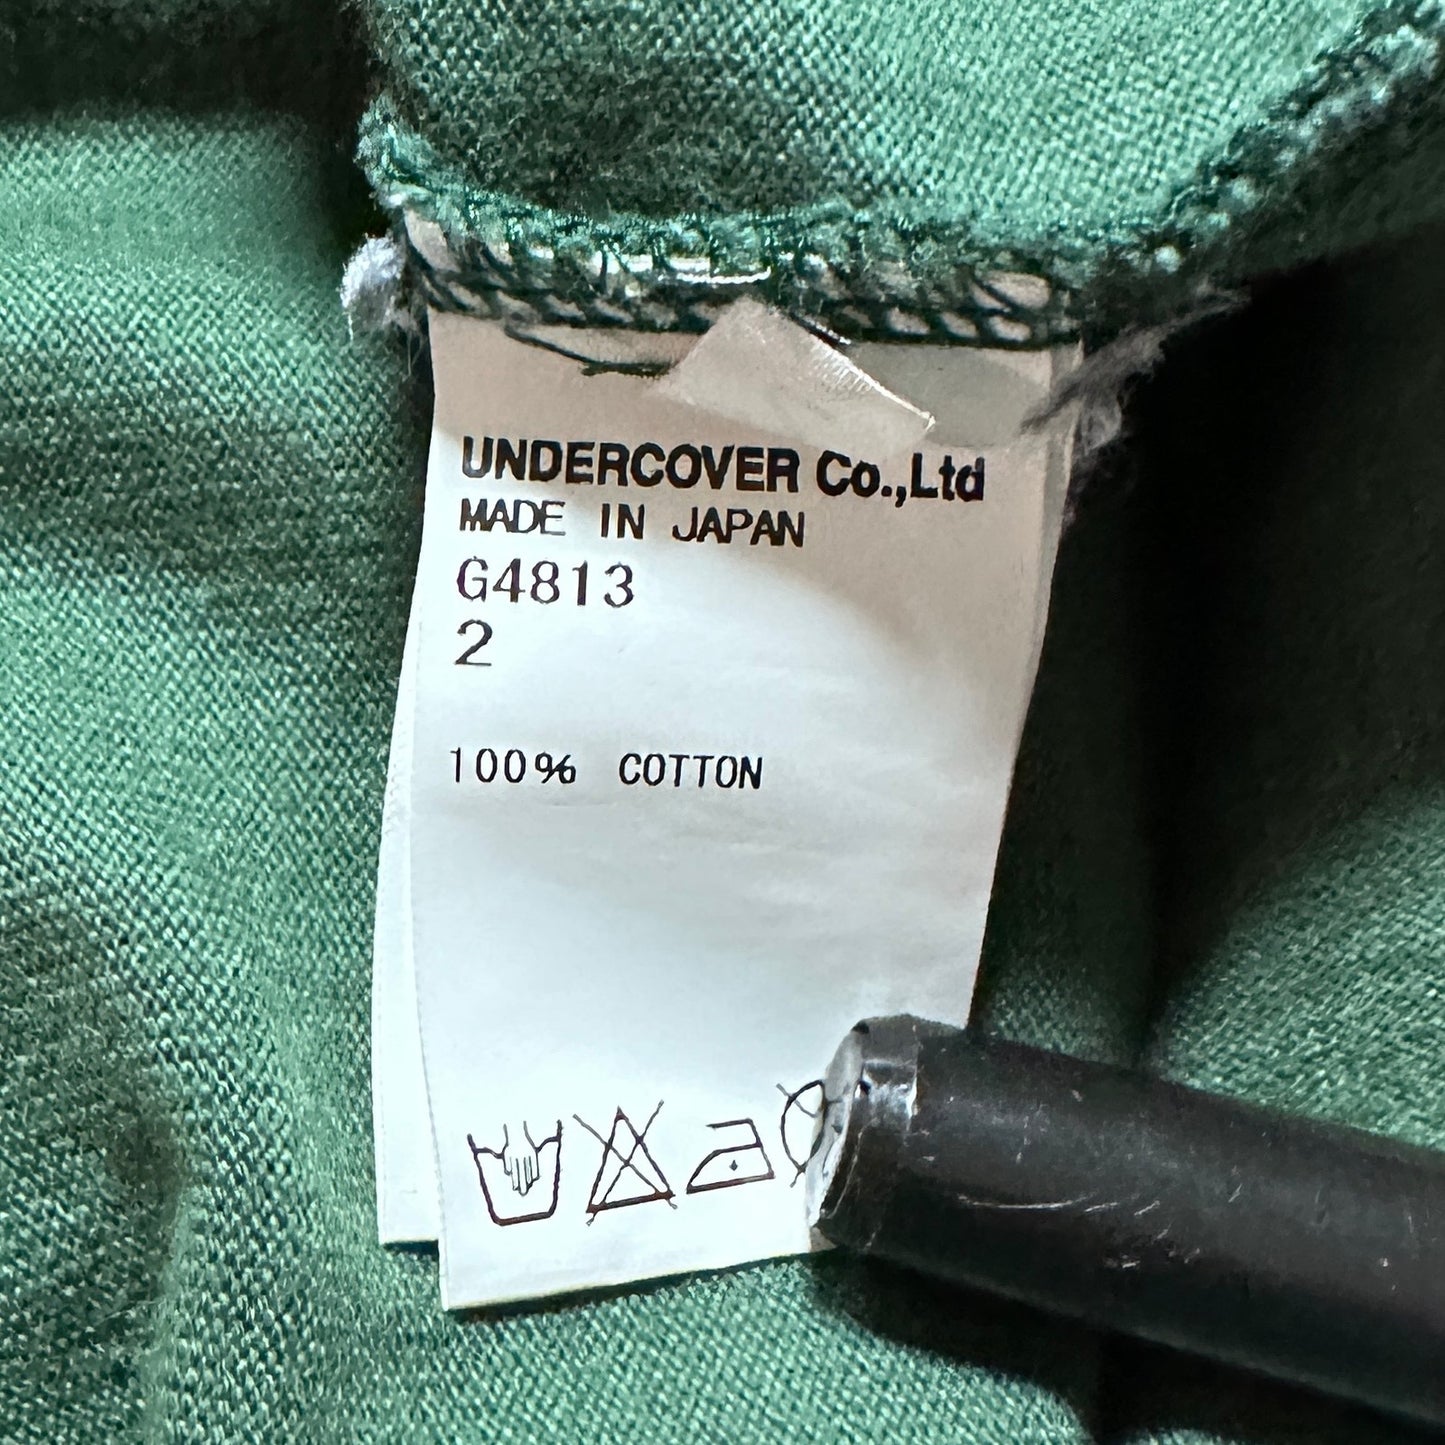 UNDERCOVER Co.,Ltd
MADE IN JAPAN
G4813
2
100% COTTON